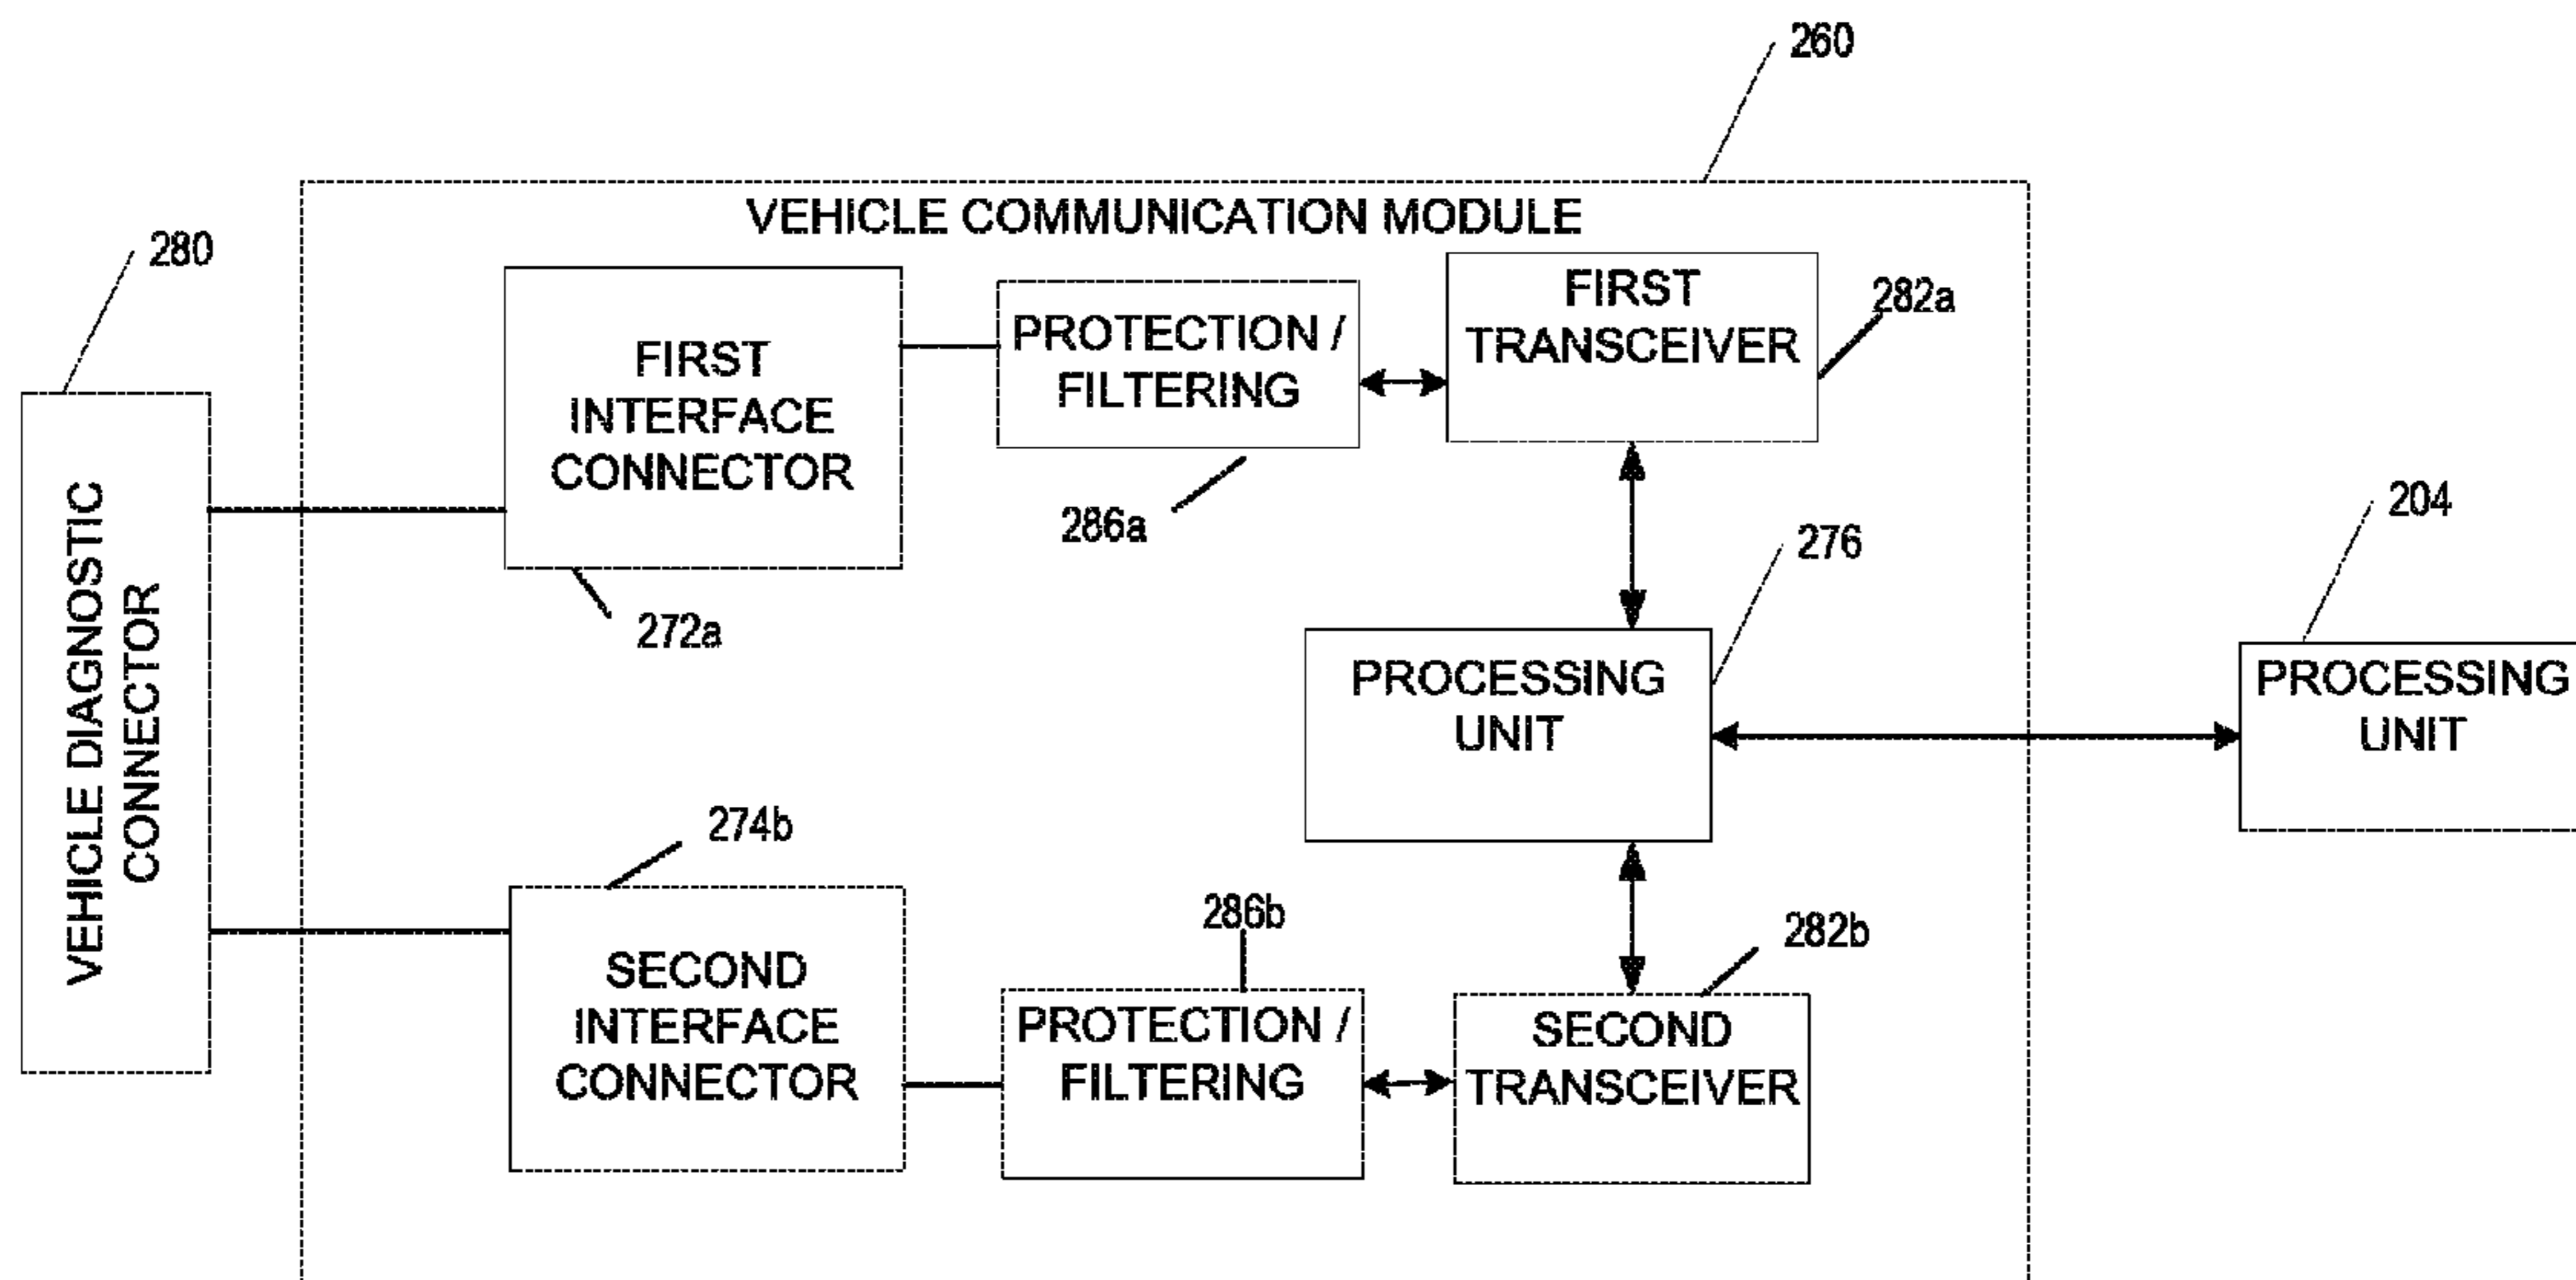 260
VEHICLE COMMUNICATION MODULE
280
FIRST
INTERFACE
CONNECTOR
PROTECTION /
FILTERING
FIRST
TRANSCEIVER
282a
286a
272a
VEHICLE DIAGNOSTIC
CONNECTOR
276
204
PROCESSING
UNIT
PROCESSING
UNIT
274b
SECOND
INTERFACE
CONNECTOR
286b
PROTECTION /
FILTERING
282b
SECOND
TRANSCEIVER